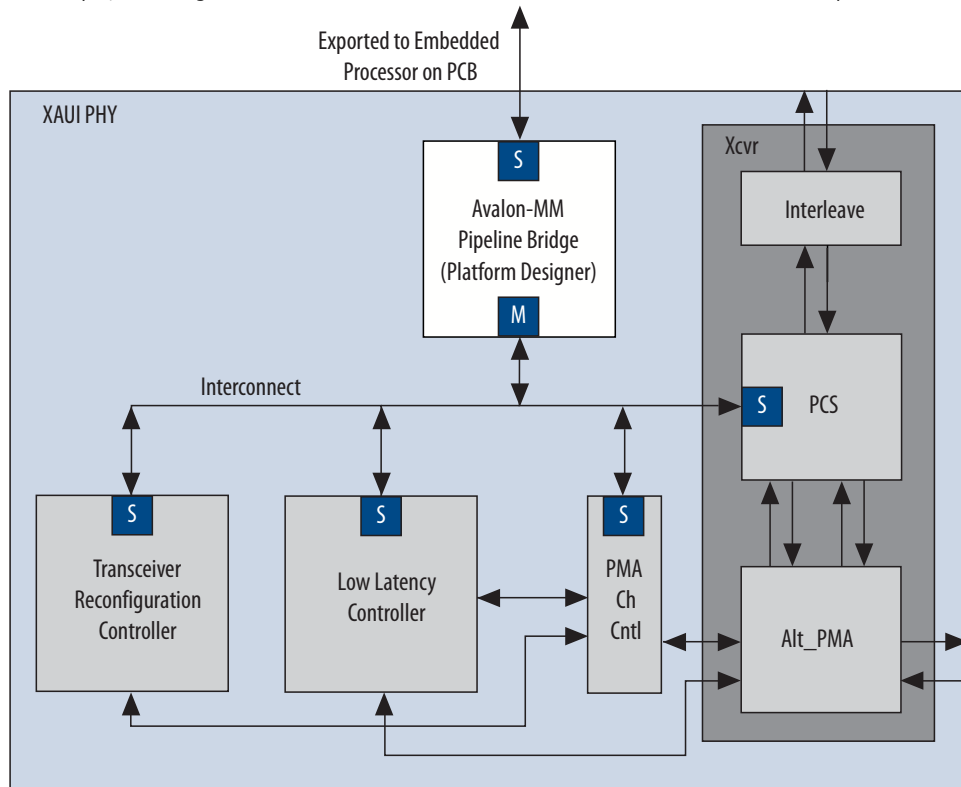 Exported to Embedded
Processor on PCB
XAUI PHY
S
Avalon-MM
Pipeline Bridge
(Platform Designer)
M
Xcvr
Interleave
Interconnect
S
PCS
S
Transceiver
Reconfiguration
Controller
S
Low Latency
Controller
S
PMA
Ch
Cntl
Alt_PMA